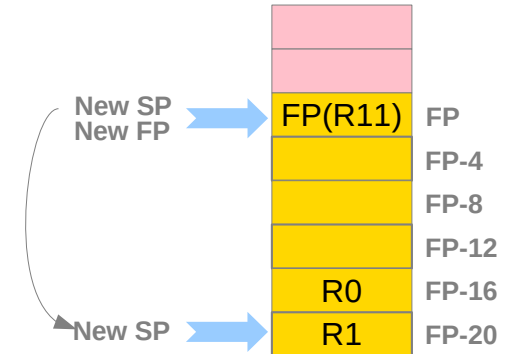 New SP
New FP
FP(R11) FP
FP-4
FP-8
FP-12
R0 FP-16
New SP R1 FP-20